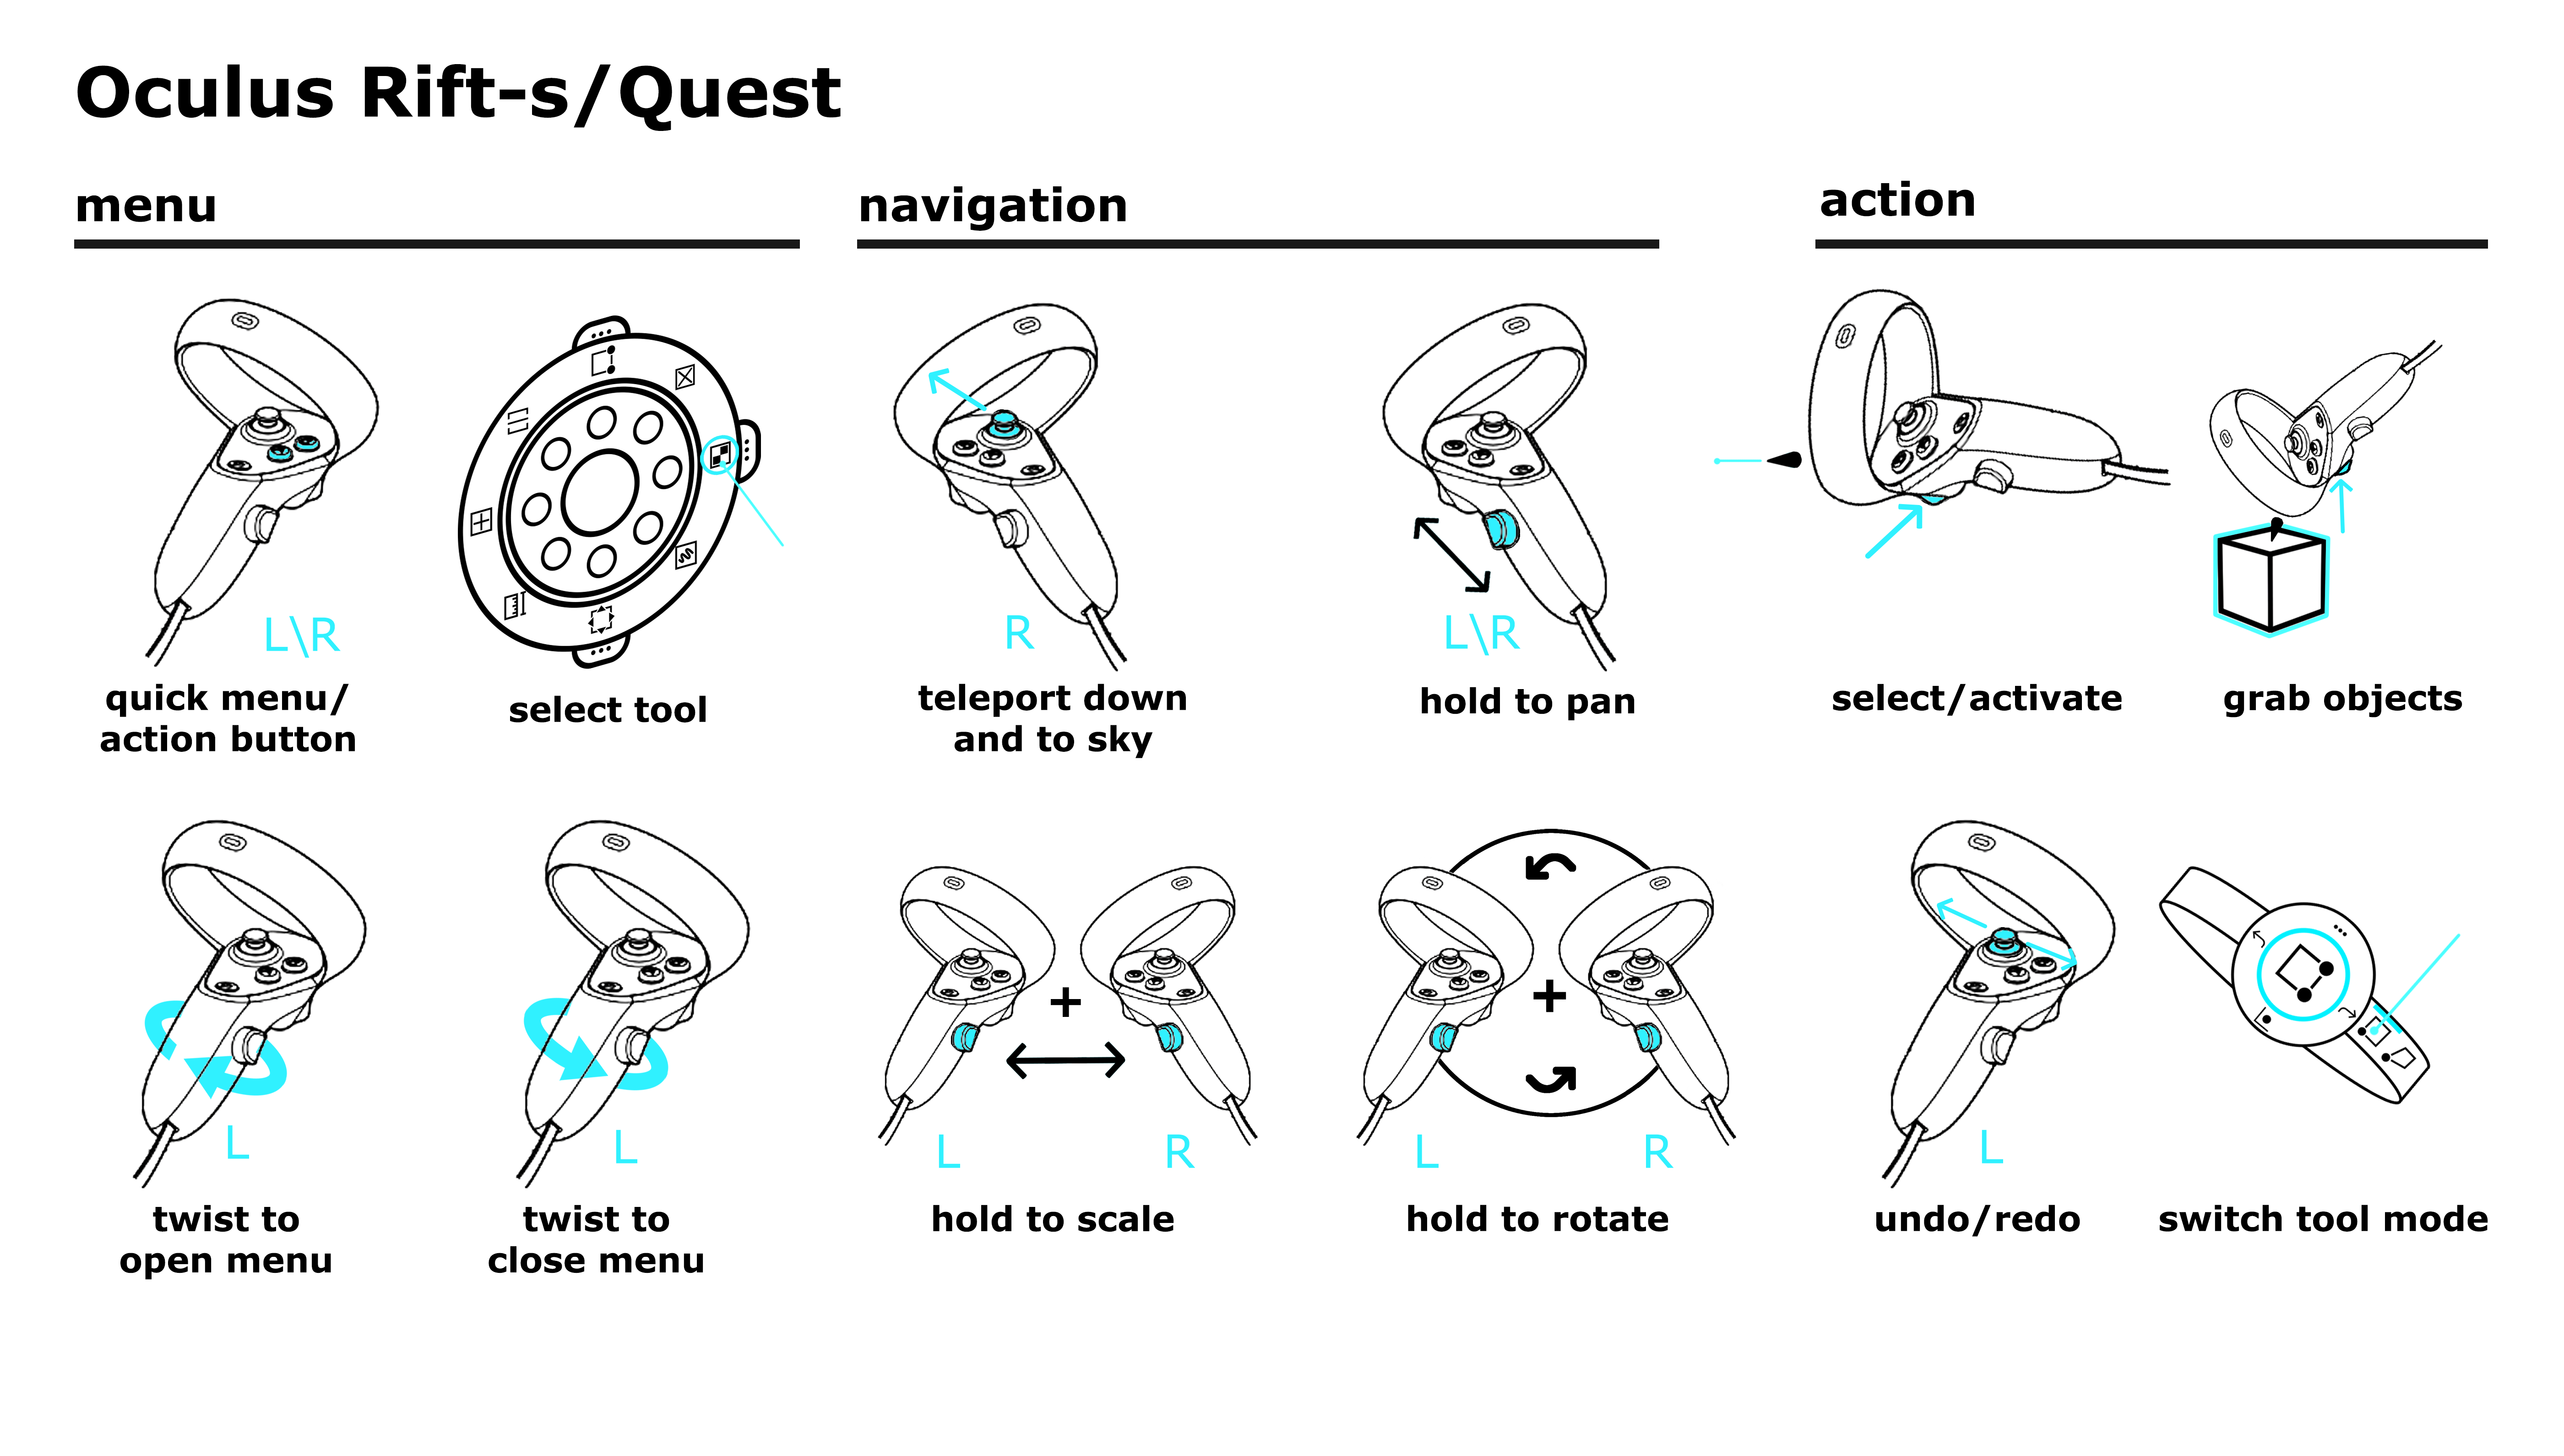 Oculus Rift-s/Quest
menu
navigation
action
L\R
R
L\R
quick menu/
action button
select tool
teleport down
and to sky
hold to pan
select/activate
grab objects
+
+
L
L
L
R
L
R
L
twist to
open menu
twist to
close menu
hold to scale
hold to rotate
undo/redo
switch tool mode